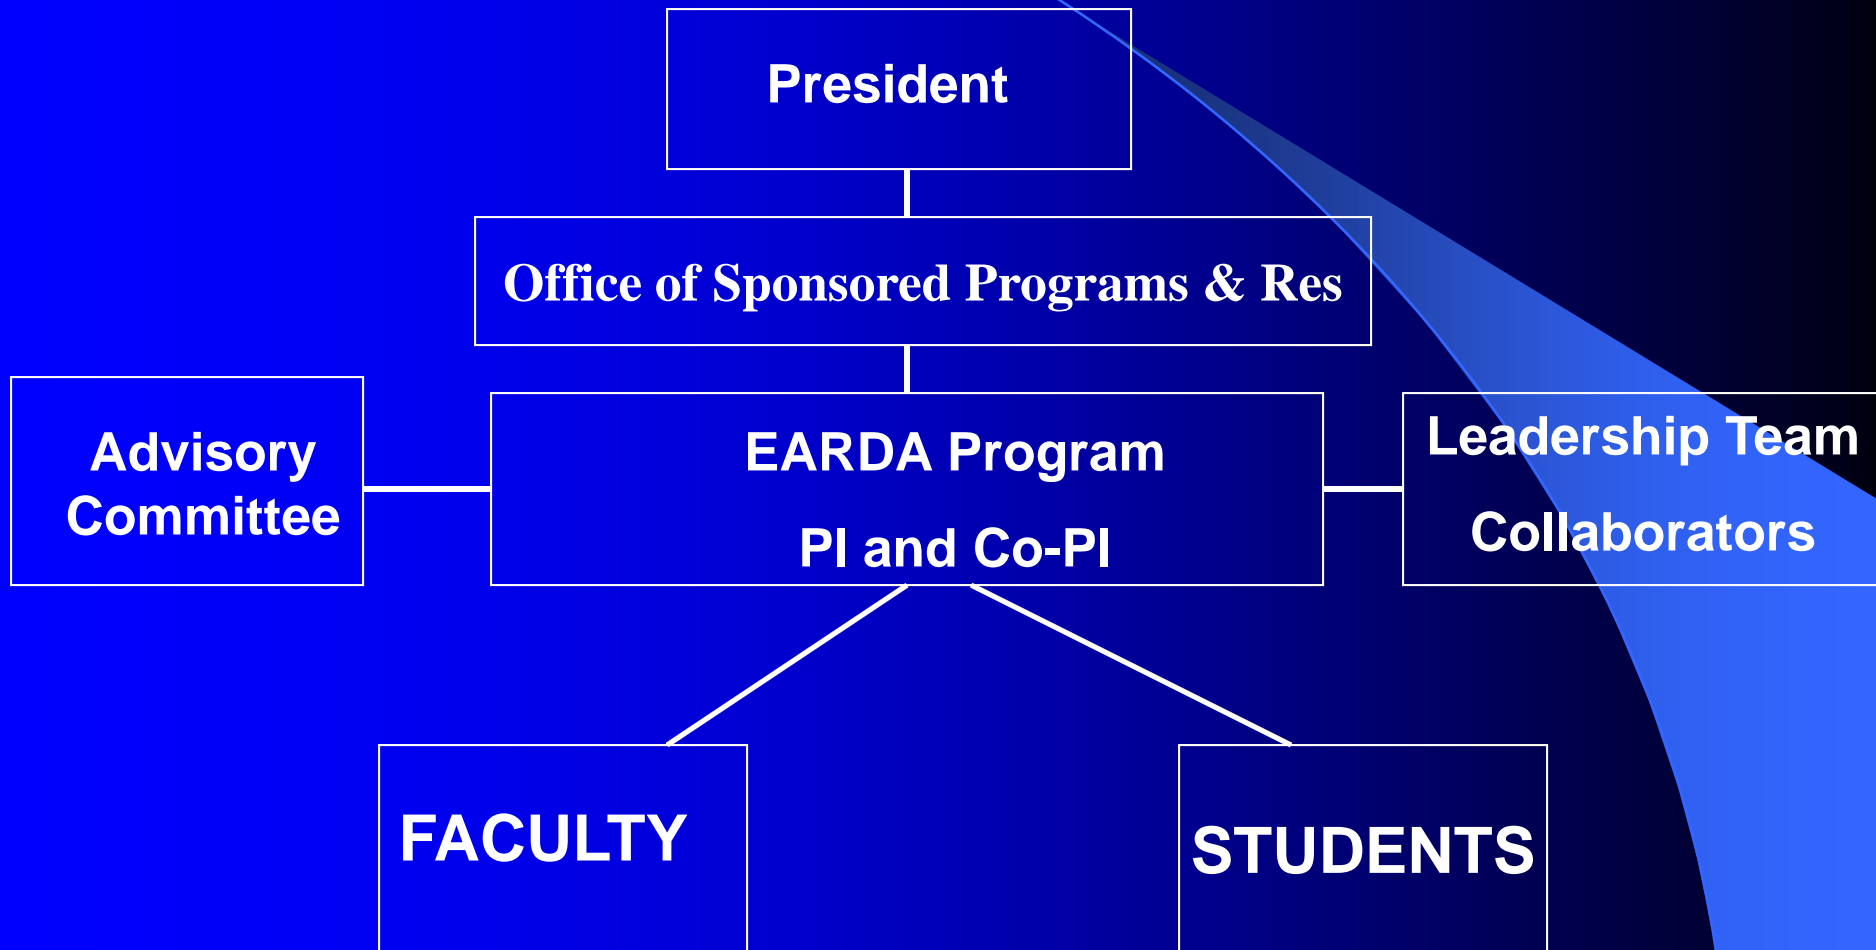 President
Office of Sponsored Programs & Res
Advisory
Committee
EARDA Program
PI and Co-PI
Leadership Team
Collaborators
FACULTY
STUDENTS